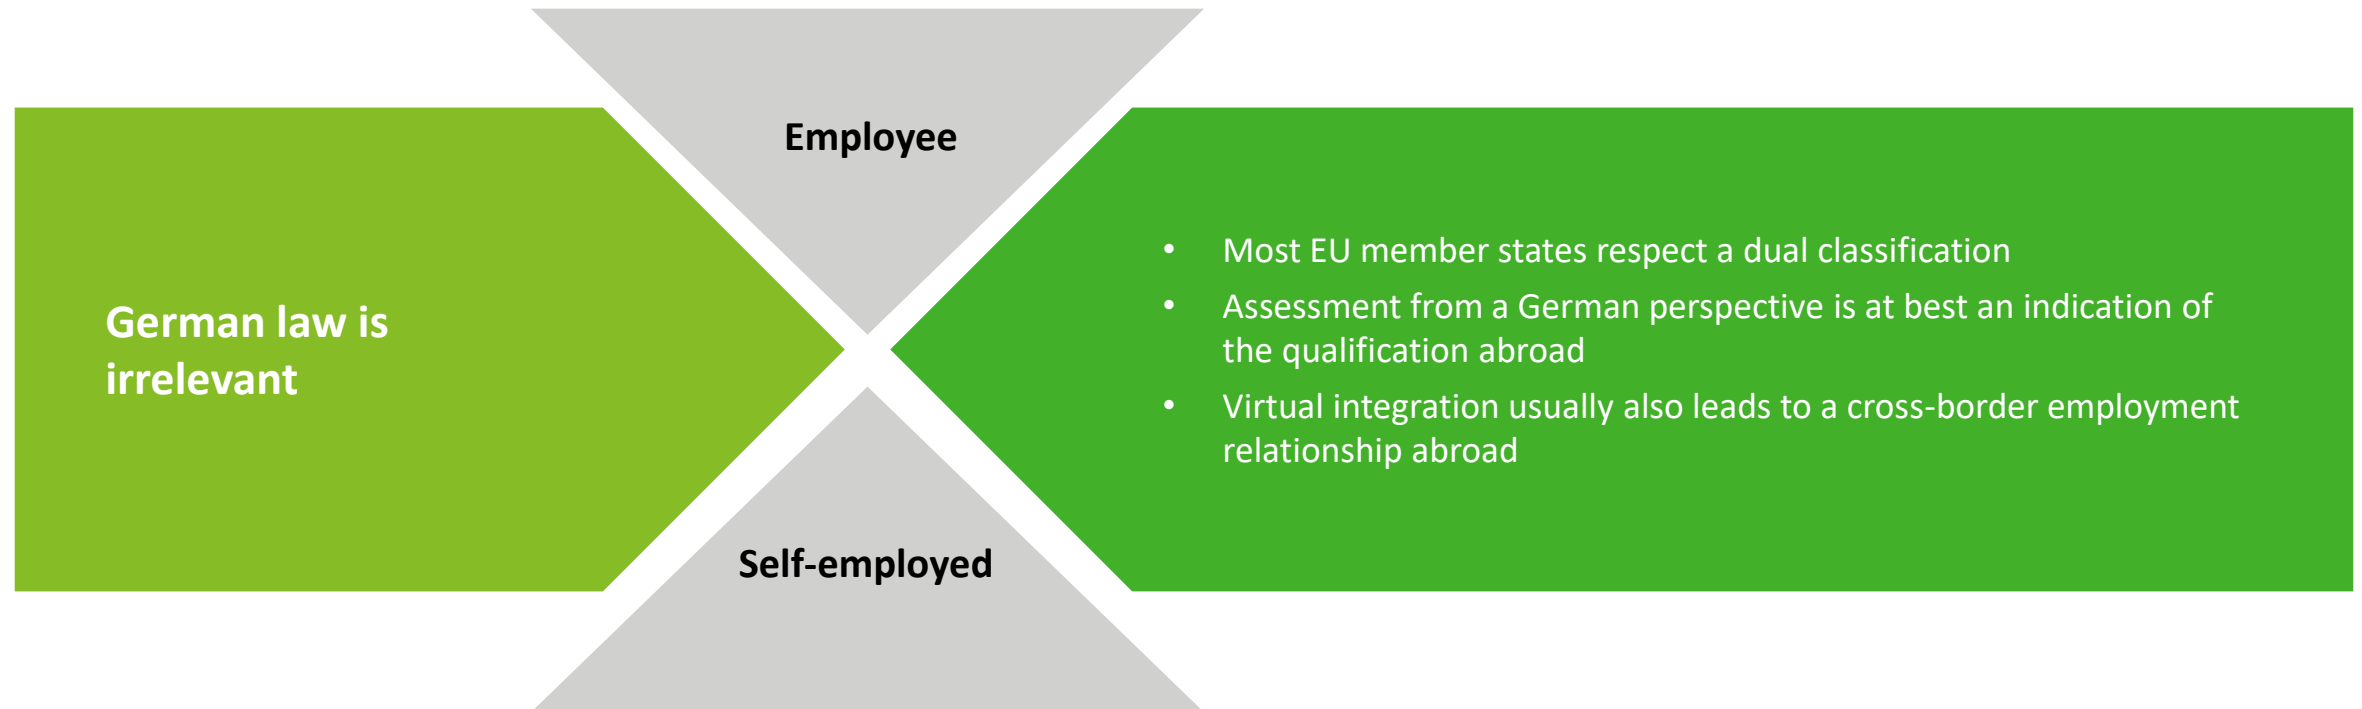 Employee
German law is
irrelevant
• Most EU member states respect a dual classification
• Assessment from a German perspective is at best an indication of
the qualification abroad
• Virtual integration usually also leads to a cross-border employment
relationship abroad
Self-employed